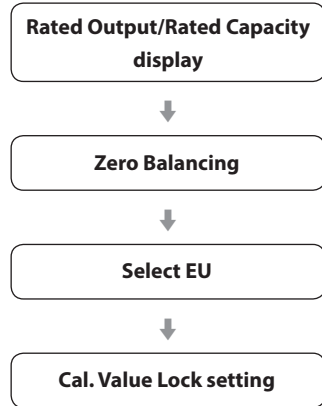 Rated Output/Rated Capacity
display
Zero Balancing
Select EU
Cal. Value Lock setting